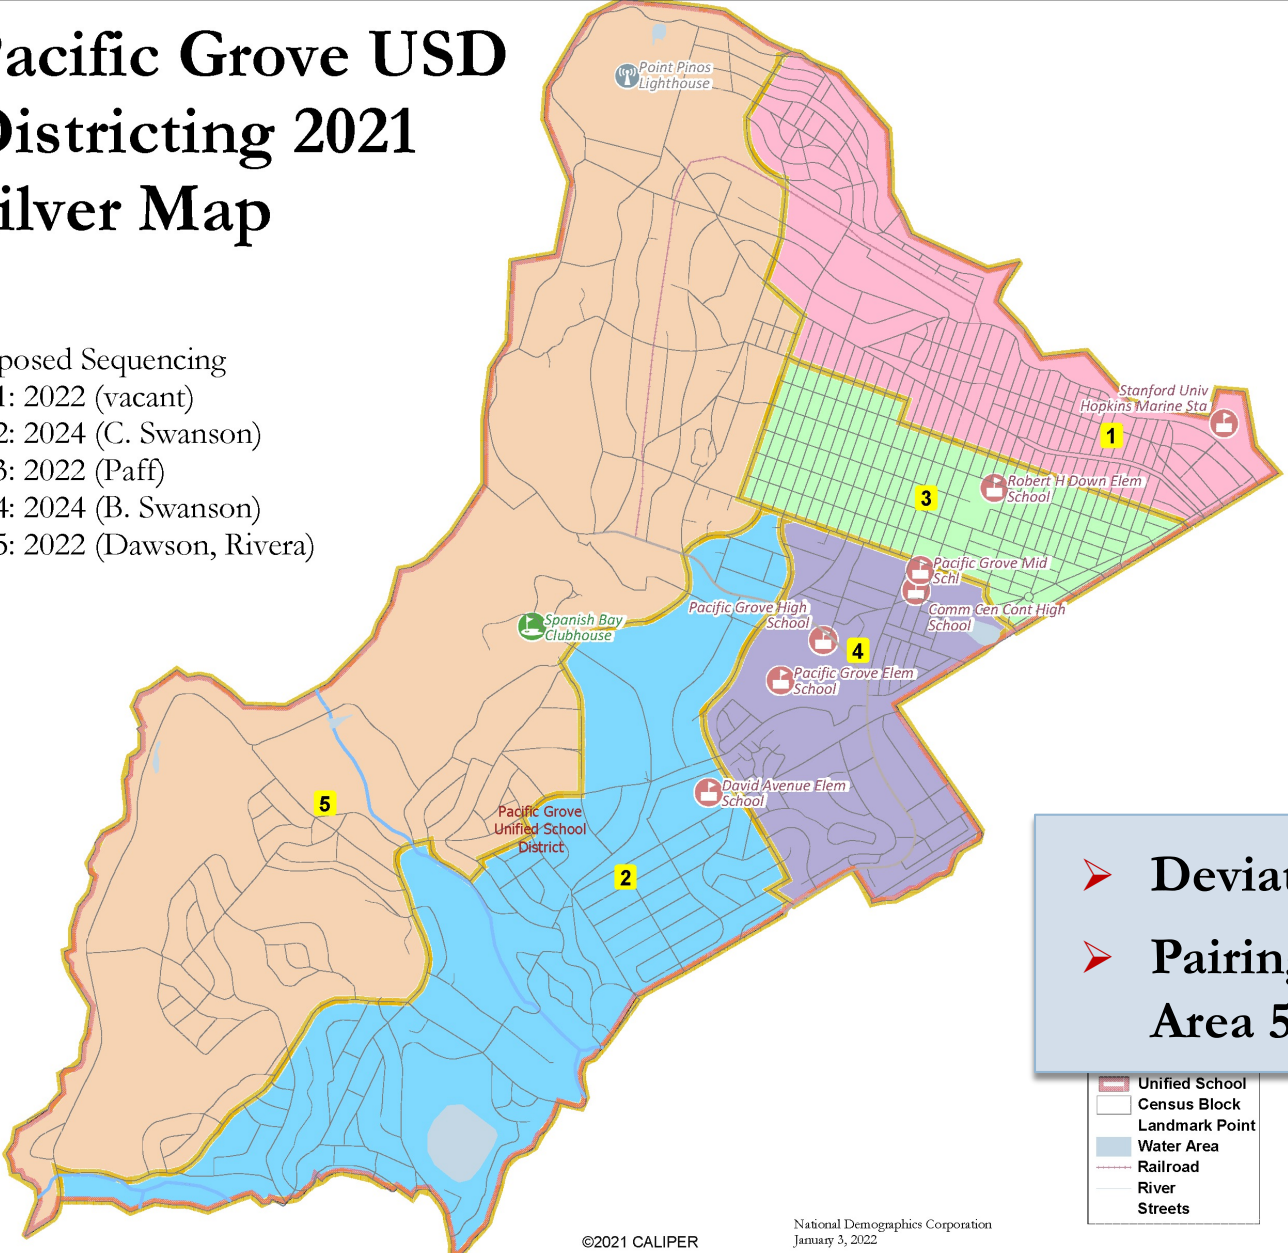 Pacific Grove USD
Districting 2021
ilver Map
posed Sequencing
1: 2022 (vacant)
2: 2024 (C. Swanson)
3: 2022 (Paff)
4: 2024 (B. Swanson)
5: 2022 (Dawson, Rivera)
Point Pinos
Lighthouse
Stanford Univ
Hopkins Marine Sta
1
Robert H Down Elem
School
3
Pacific Grove Mid
Schl
Comm Cen Cont High
School
Pacific Grove High
School
4
Pacific Grove Elem
School
Spanish Bay
Clubhouse
David Avenue Elem
School
5
Pacific Grove
Unified School
District
2
Deviat
Pairing
Area 5
Unified School
Census Block
Landmark Point
Water Area
Railroad
River
Streets
©2021 CALIPER
National Demographics Corporation
January 3, 2022